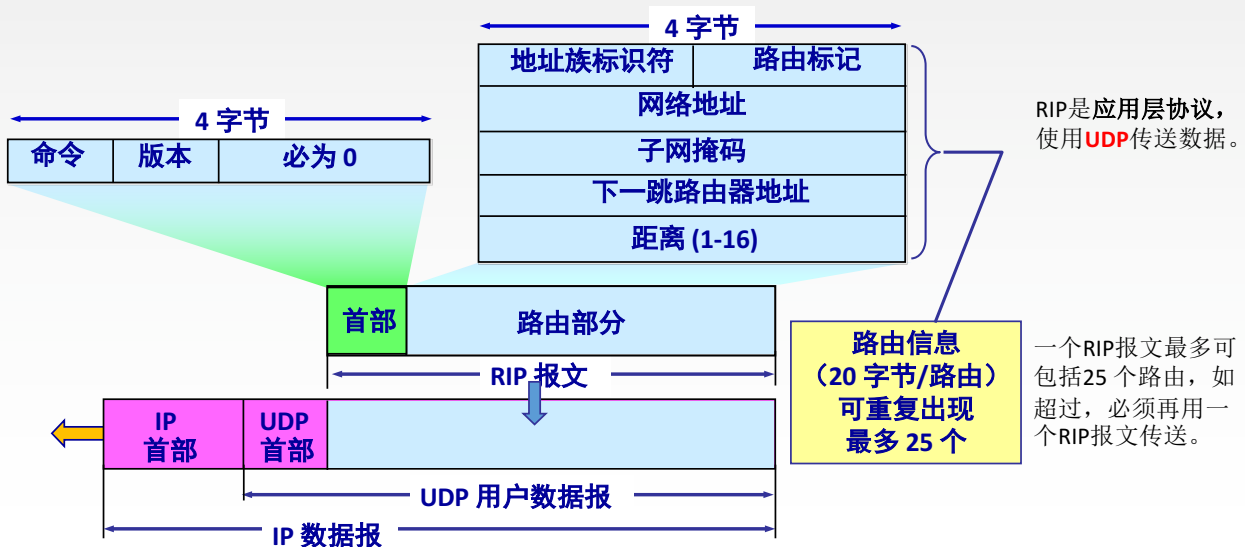 4 字节
地址族标识符
路由标记
网络地址
子网掩码
下一跳路由器地址
距离 (1-16)
RIP是应用层协议，
使用UDP传送数据。
4 字节
命令
版本
必为 0
首部
路由部分
RIP 报文
路由信息
（20 字节/路由）
可重复出现
最多 25 个
一个RIP报文最多可
包括25 个路由，如
超过，必须再用一
个RIP报文传送。
IP
首部
UDP
首部
UDP 用户数据报
IP 数据报